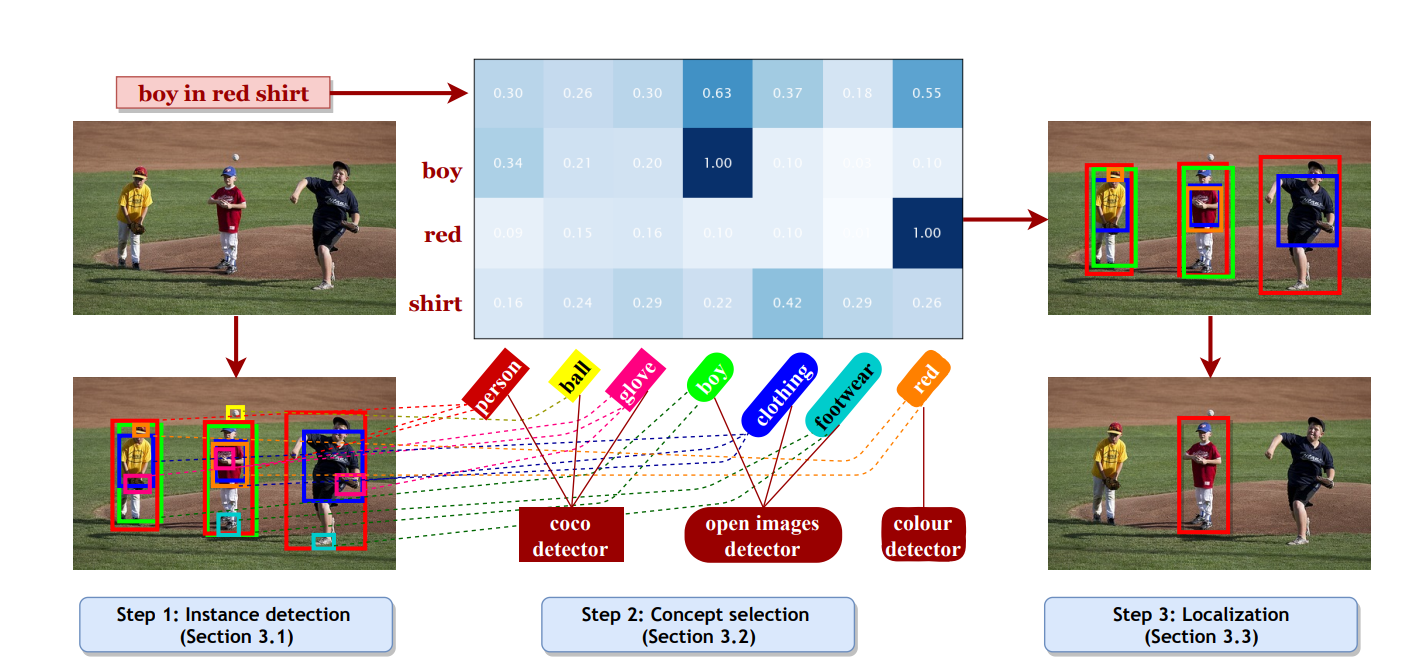 boy in red shirt
0.30 0.26 0.30 0.63 0.37 0.18 0.55
boy 0.34 0.21 0.20 1.00 0.10 0.10
red 0.09 0.15 0.16 0.10 0.10 1.00
shirt 0.16 0.24 0.29 0.22 0.42 0.29 0.26
person ball glove boy clothing footwear red
coco
detector
open images
detector
colour
detector
Step 1: Instance detection
(Section 3.1)
Step 2: Concept selection
(Section 3.2)
Step 3: Localization
(Section 3.3)